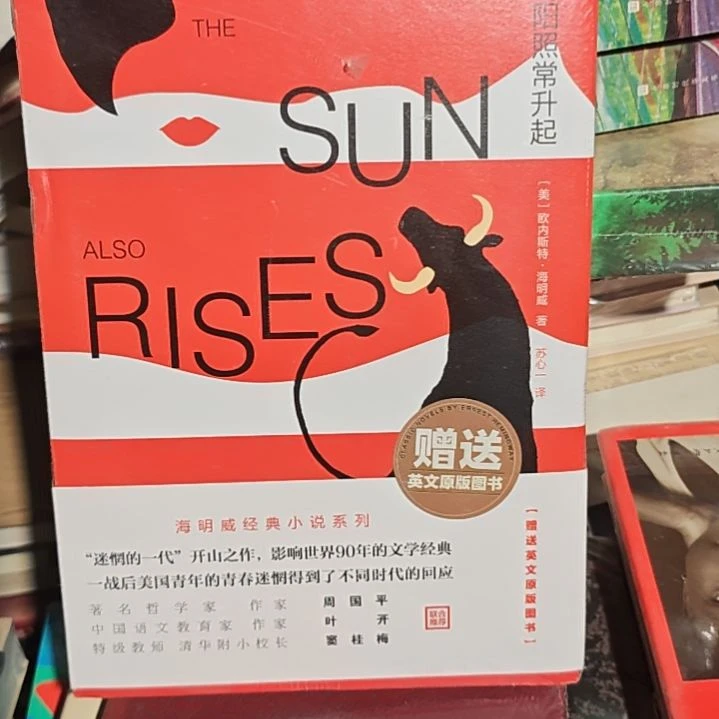 THE
SUN
ALSO
RISES
阳照常升起
[美] 欧内斯特·海明威 著
苏心一 译
CLASSIC NOVELS BY ERNEST HEMINGWAY
赠送
英文原版图书
海明威经典小说系列
“迷惘的一代”开山之作，影响世界90年的文学经典
一战后美国青年的青春迷惘得到了不同时代的回应
著名哲学家 作家 周国平
中国语文教育家 作家 叶开
特级教师 清华附小校长 窦桂梅
联合
推荐
[赠送英文原版图书]